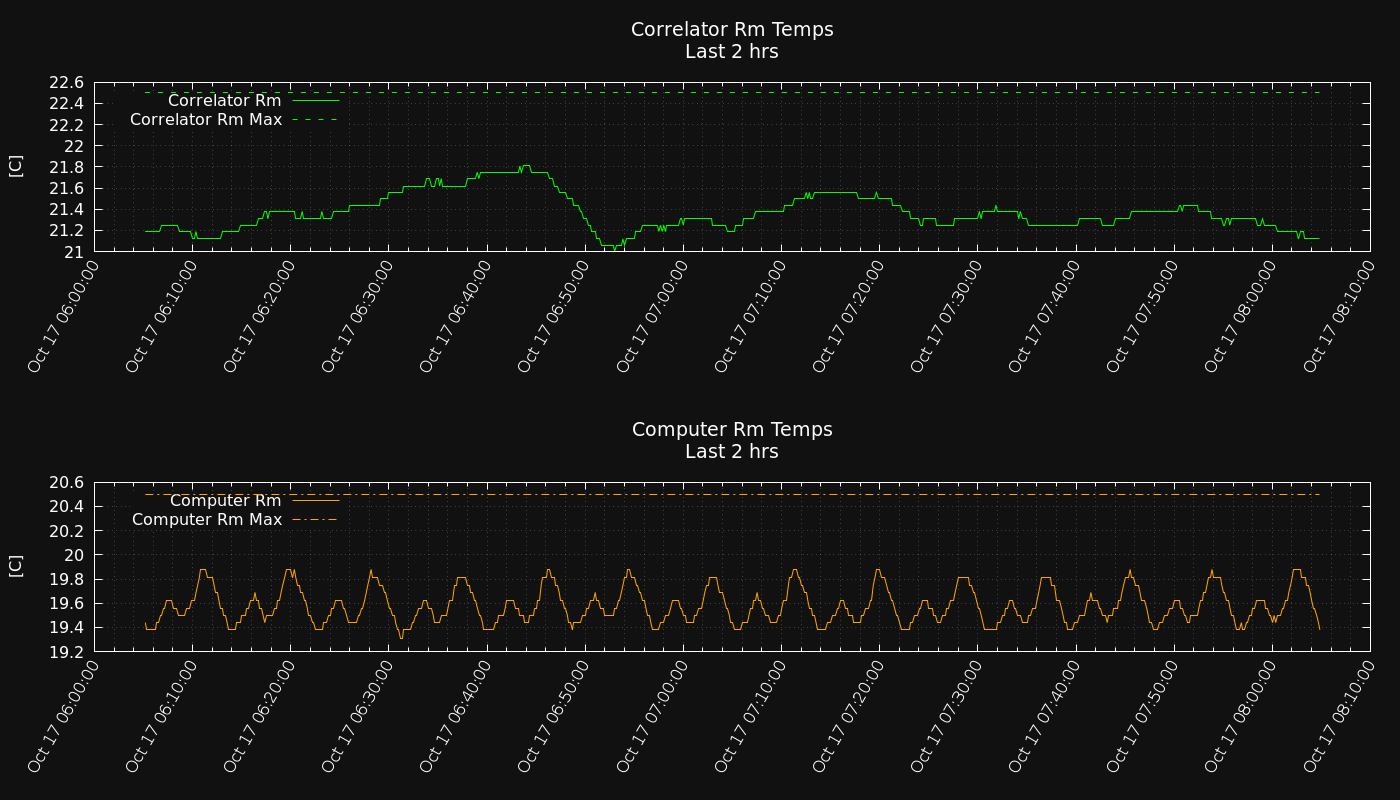 Correlator Rm Temps
Last 2 hrs
22.6
22.4
22.2
22
21.8
21.6
21.4
21.2
21
[C]
Correlator Rm
Correlator Rm Max
Oct 17 06:00:00
Oct 17 06:10:00
Oct 17 06:20:00
Oct 17 06:30:00
Oct 17 06:40:00
Oct 17 06:50:00
Oct 17 07:00:00
Oct 17 07:10:00
Oct 17 07:20:00
Oct 17 07:30:00
Oct 17 07:40:00
Oct 17 07:50:00
Oct 17 08:00:00
Oct 17 08:10:00
Computer Rm Temps
Last 2 hrs
20.6
20.4
20.2
20
19.8
19.6
19.4
19.2
[C]
Computer Rm
Computer Rm Max
Oct 17 06:00:00
Oct 17 06:10:00
Oct 17 06:20:00
Oct 17 06:30:00
Oct 17 06:40:00
Oct 17 06:50:00
Oct 17 07:00:00
Oct 17 07:10:00
Oct 17 07:20:00
Oct 17 07:30:00
Oct 17 07:40:00
Oct 17 07:50:00
Oct 17 08:00:00
Oct 17 08:10:00